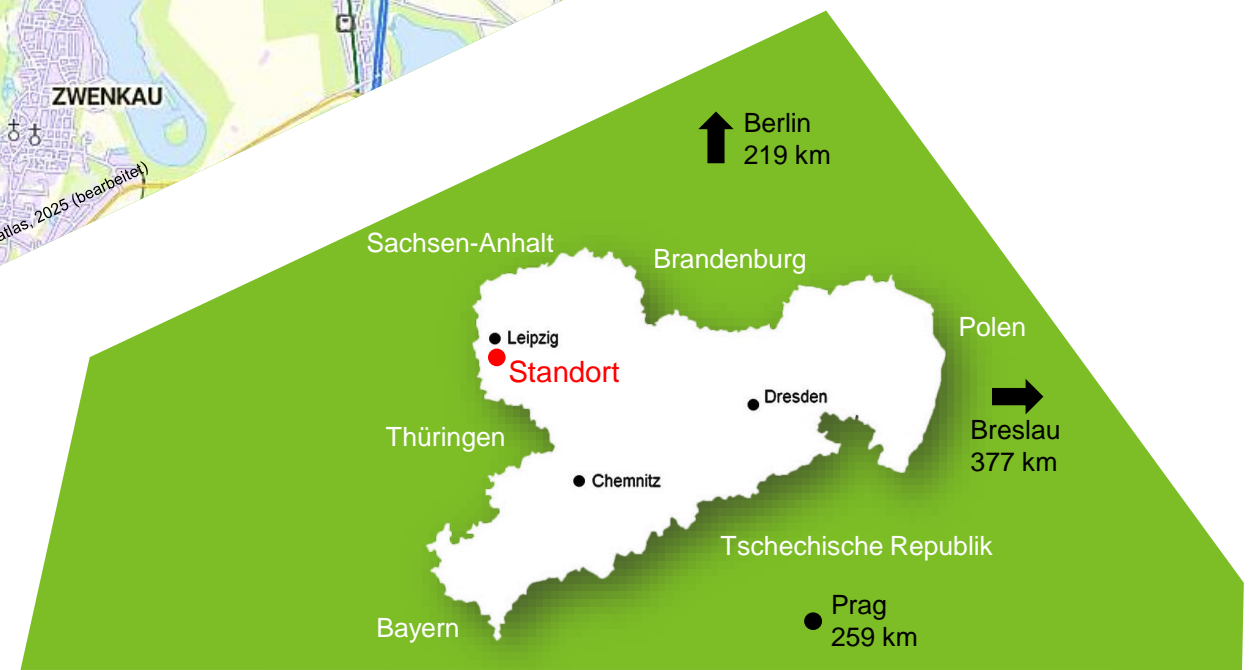 ZWENKAU
atlas, 2025 (bearbeitet)
Berlin
219 km
Sachsen-Anhalt
Brandenburg
Polen
Leipzig
Standort
Dresden
Breslau
377 km
Thüringen
Chemnitz
Tschechische Republik
Prag
259 km
Bayern